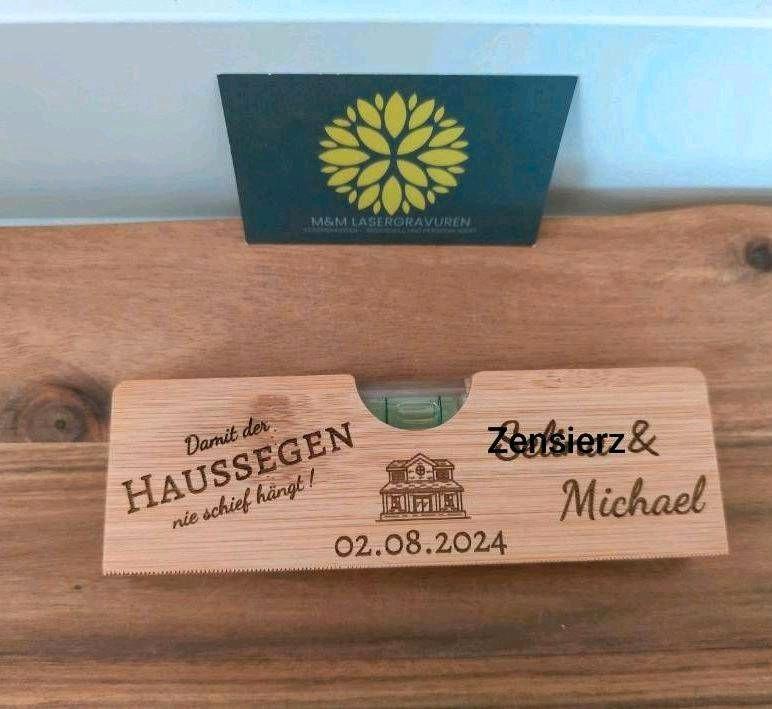 M&M LASERGRAVUREN
Damit der
HAUSSEGEN
nie schief hängt!
Zensierz &
Michael
02.08.2024